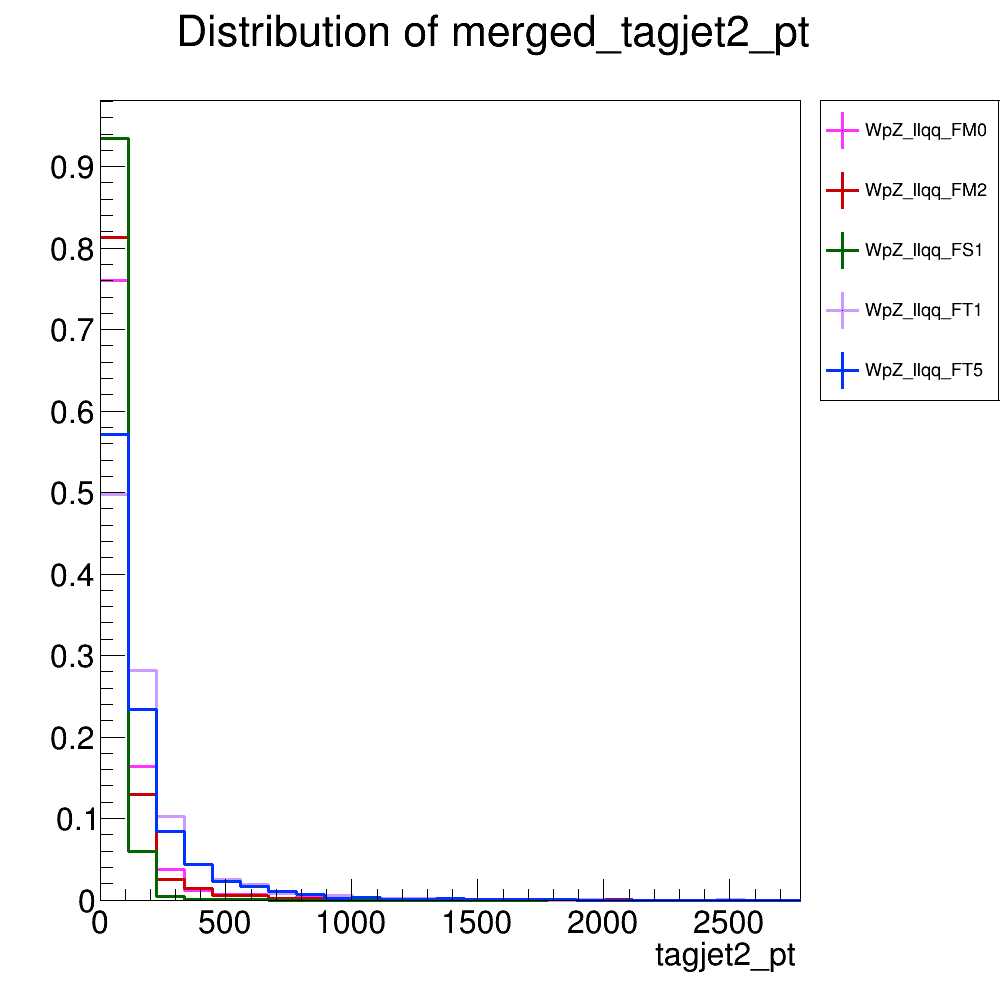 Distribution of merged_tagjet2_pt
WpZ_llqq_FM0
WpZ_llqq_FM2
WpZ_llqq_FS1
WpZ_llqq_FT1
WpZ_llqq_FT5
0.9
0.8
0.7
0.6
0.5
0.4
0.3
0.2
0.1
0
0 500 1000 1500 2000 2500
tagjet2_pt